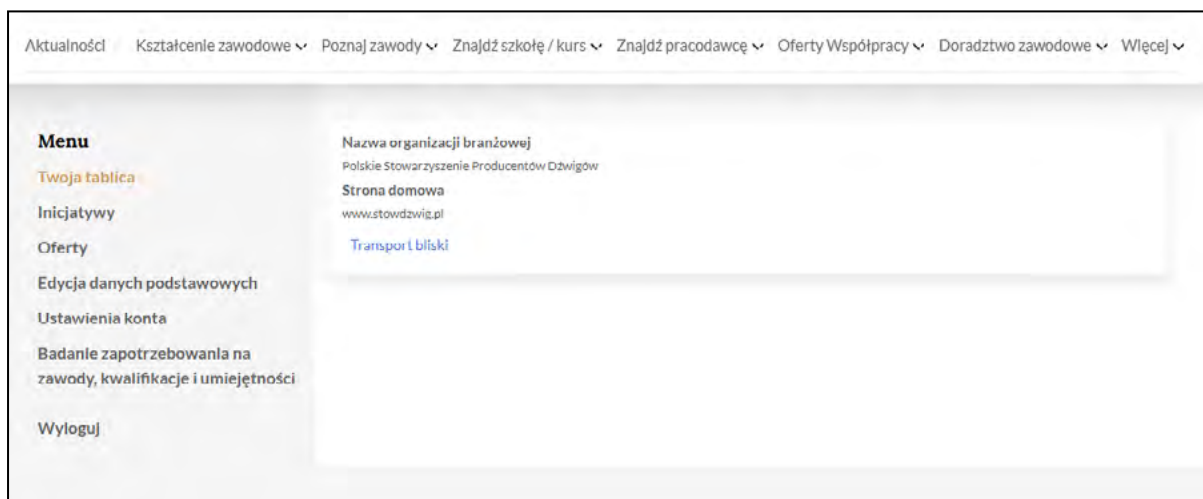 Aktualności / Kształcenie zawodowe Poznaj zawody Znajdź szkołę / kurs Znajdź pracodawcę Oferty Współpracy Doradztwo zawodowe Więcej
Menu
Twoja tablica
Inicjatywy
Oferty
Edycja danych podstawowych
Ustawienia konta
Badanie zapotrzebowania na
zawody, kwalifikacje i umiejętności
Wyloguj
Nazwa organizacji branżowej
Polskie Stowarzyszenie Producentów Dźwigów
Strona domowa
www.stowdzwig.pl
Transport bliski